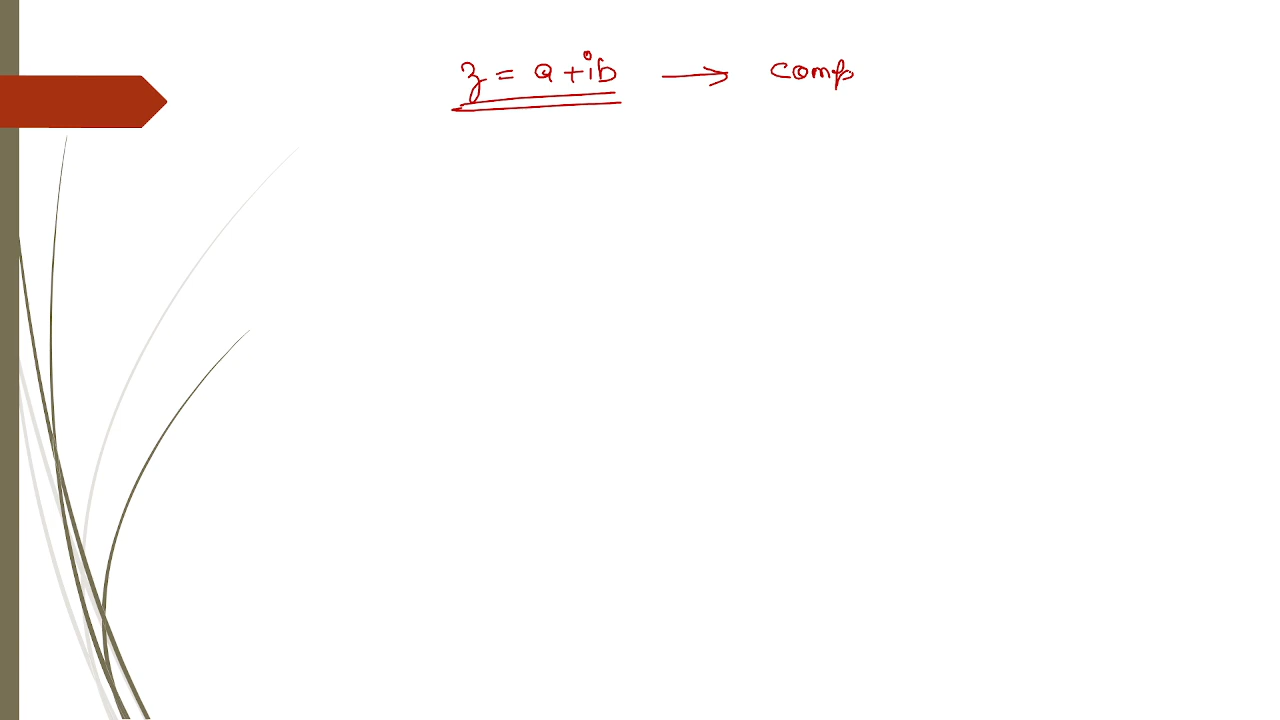 z = a + ib → comp